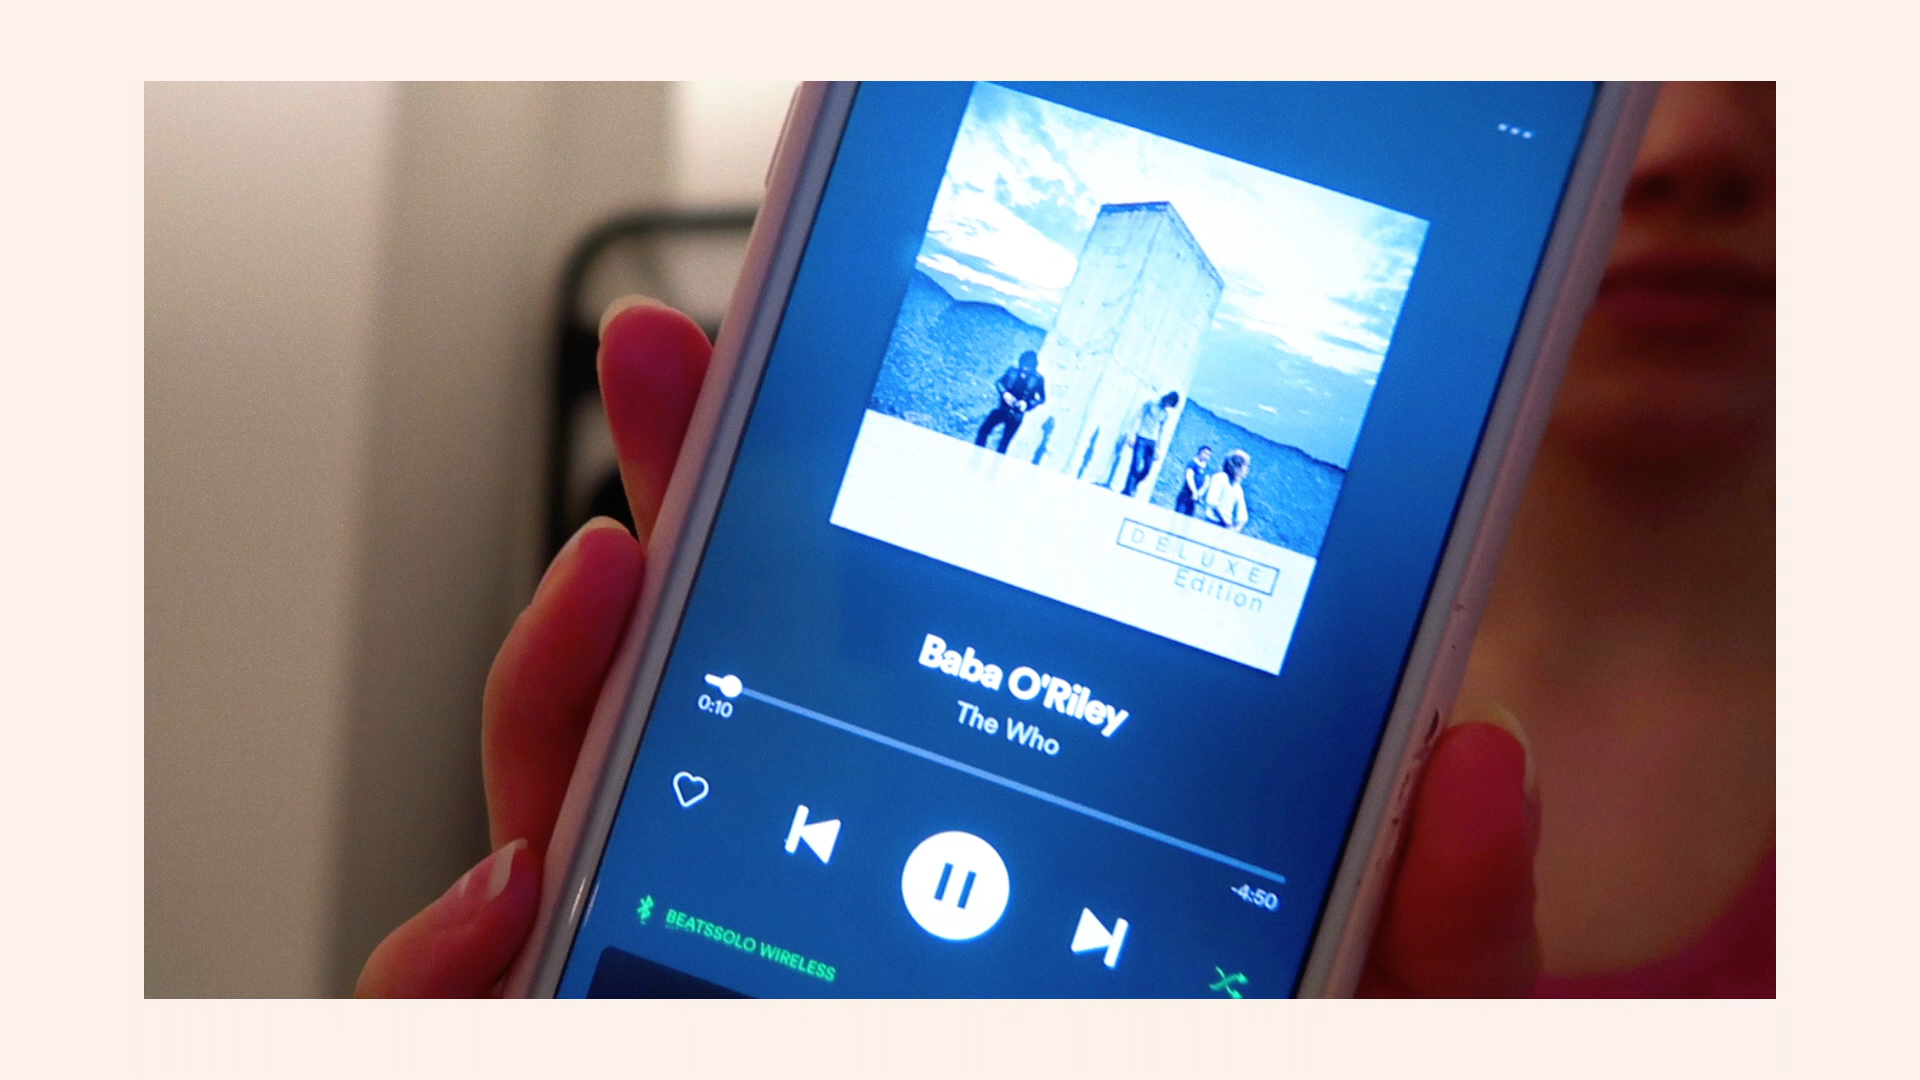 DELUXE
Edition
Baba O'Riley
The Who
0:10
-4:50
BEATSSOLO WIRELESS